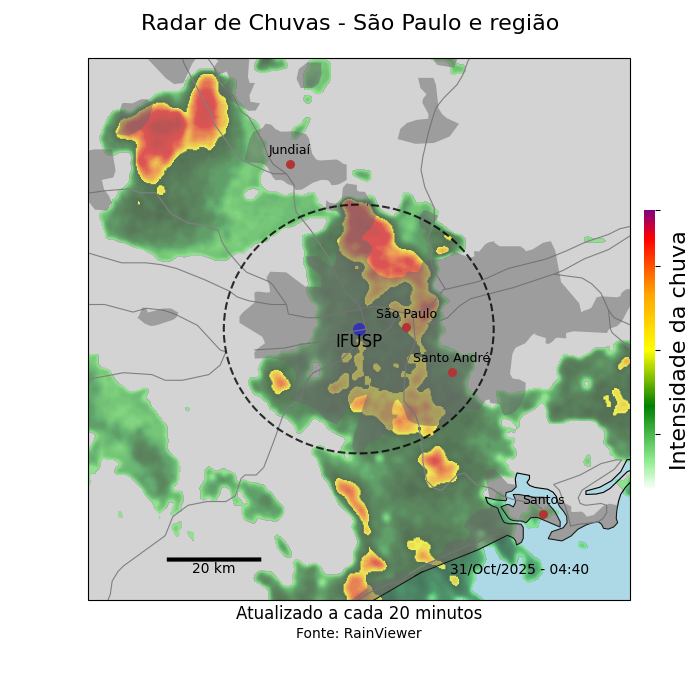 Radar de Chuvas - São Paulo e região
Jundiaí
São Paulo
IFUSP
Santo André
Santos
20 km
31/Oct/2025 - 04:40
Intensidade da chuva
Atualizado a cada 20 minutos
Fonte: RainViewer